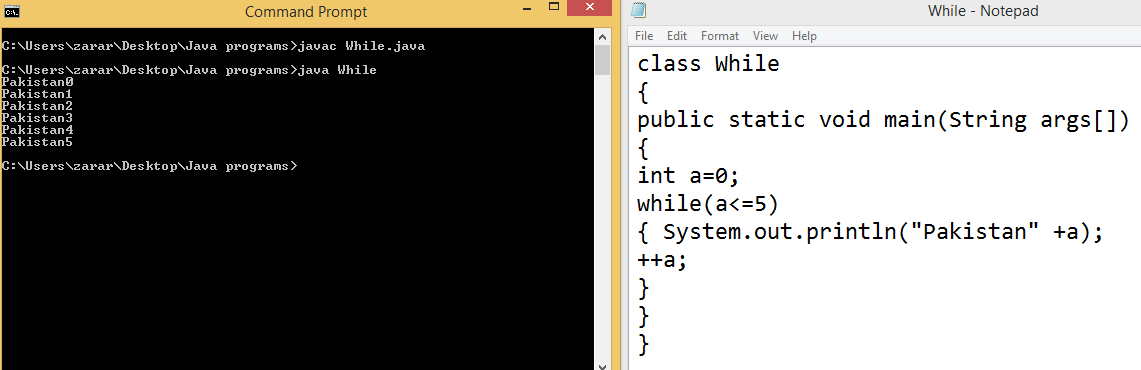 Command Prompt
C:\Users\zarar\Desktop\Java programs>javac While.java
C:\Users\zarar\Desktop\Java programs>java While
Pakistan0
Pakistan1
Pakistan2
Pakistan3
Pakistan4
Pakistan5
C:\Users\zarar\Desktop\Java programs>
While - Notepad
File Edit Format View Help
class While
{
public static void main(String args[])
{
int a=0;
while(a<=5)
{ System.out.println("Pakistan" +a);
++a;
}
}
}